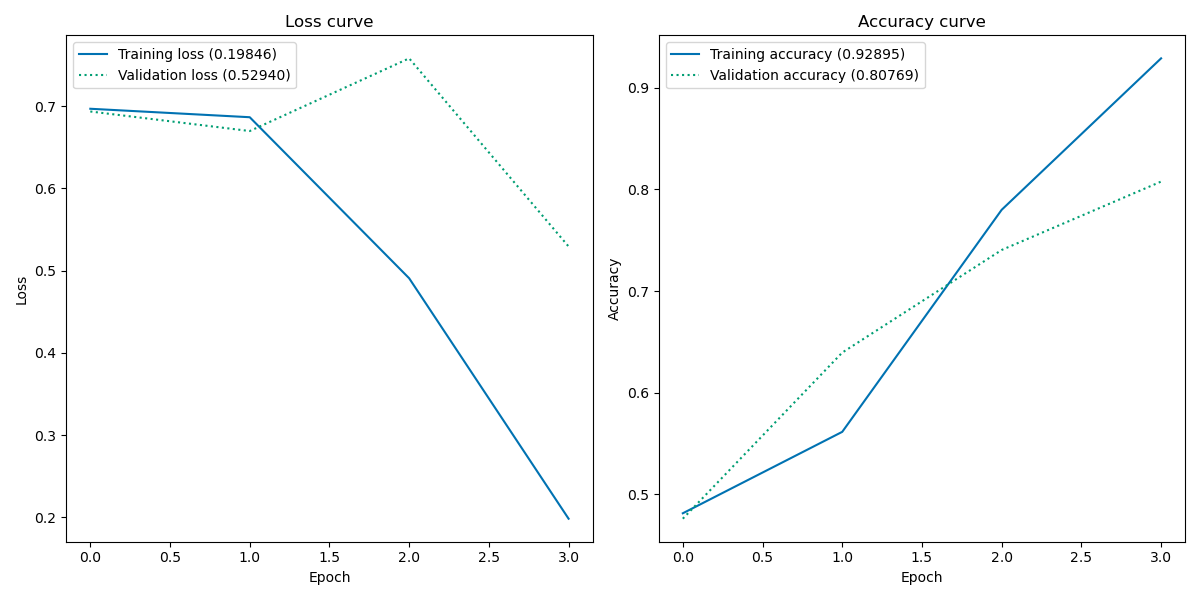 Loss curve
Training loss (0.19846)
Validation loss (0.52940)
0.7
0.6
0.5
0.4
0.3
0.2
Loss
0.0 0.5 1.0 1.5 2.0 2.5 3.0
Epoch
Accuracy curve
Training accuracy (0.92895)
Validation accuracy (0.80769)
0.9
0.8
0.7
0.6
0.5
Accuracy
0.0 0.5 1.0 1.5 2.0 2.5 3.0
Epoch